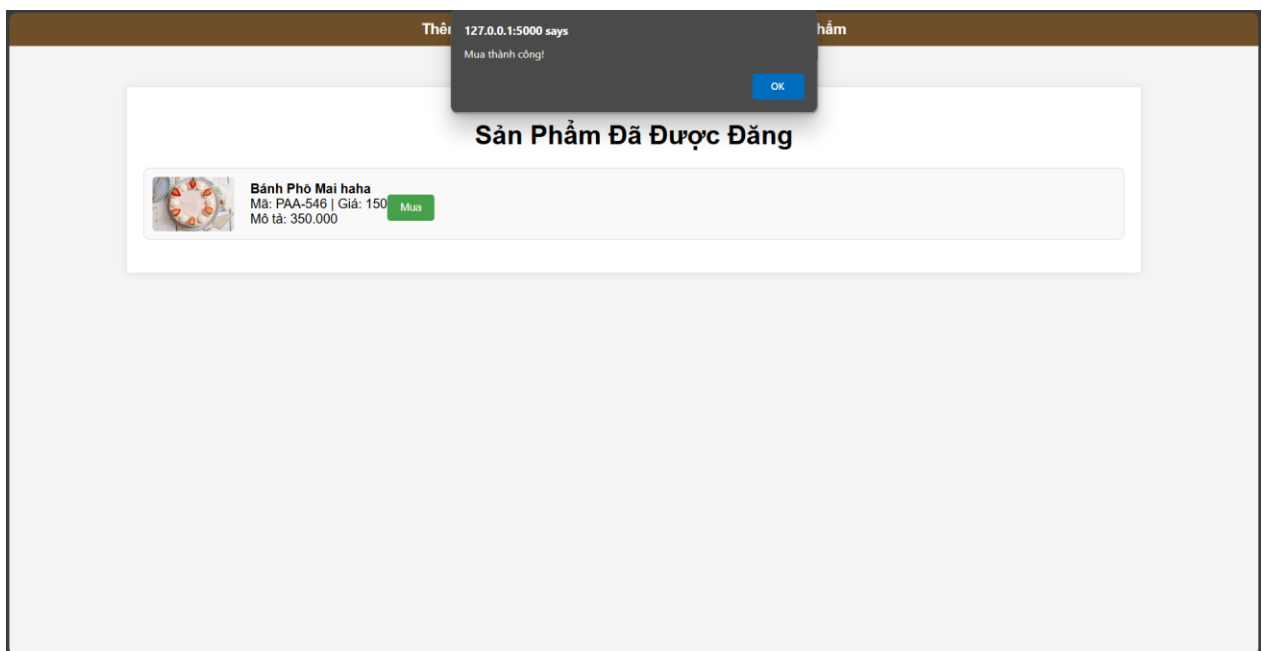 127.0.0.1:5000 says
Mua thành công!
OK
Sản Phẩm Đã Được Đăng
Bánh Phô Mai haha
Mã: PAA-546 | Giá: 150
Mua
Mô tả: 350.000